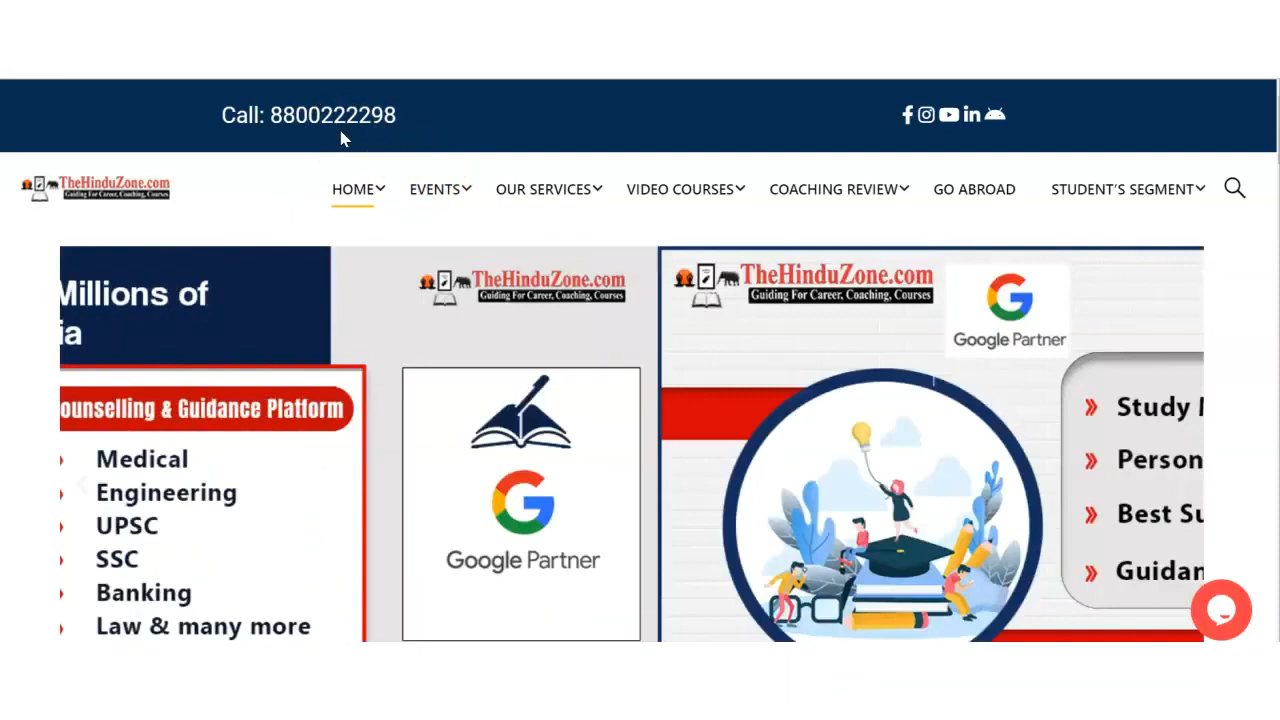 Call: 8800222298
TheHinduZone.com
Guiding For Career, Coaching, Courses
HOME EVENTS OUR SERVICES VIDEO COURSES COACHING REVIEW GO ABROAD STUDENT'S SEGMENT
Millions of
ia
ounselling & Guidance Platform
Medical
Engineering
UPSC
SSC
Banking
Law & many more
TheHinduZone.com
Guiding For Career, Coaching, Courses
Google Partner
TheHinduZone.com
Guiding For Career, Coaching, Courses
Google Partner
Study
Person
Best Su
Guidan